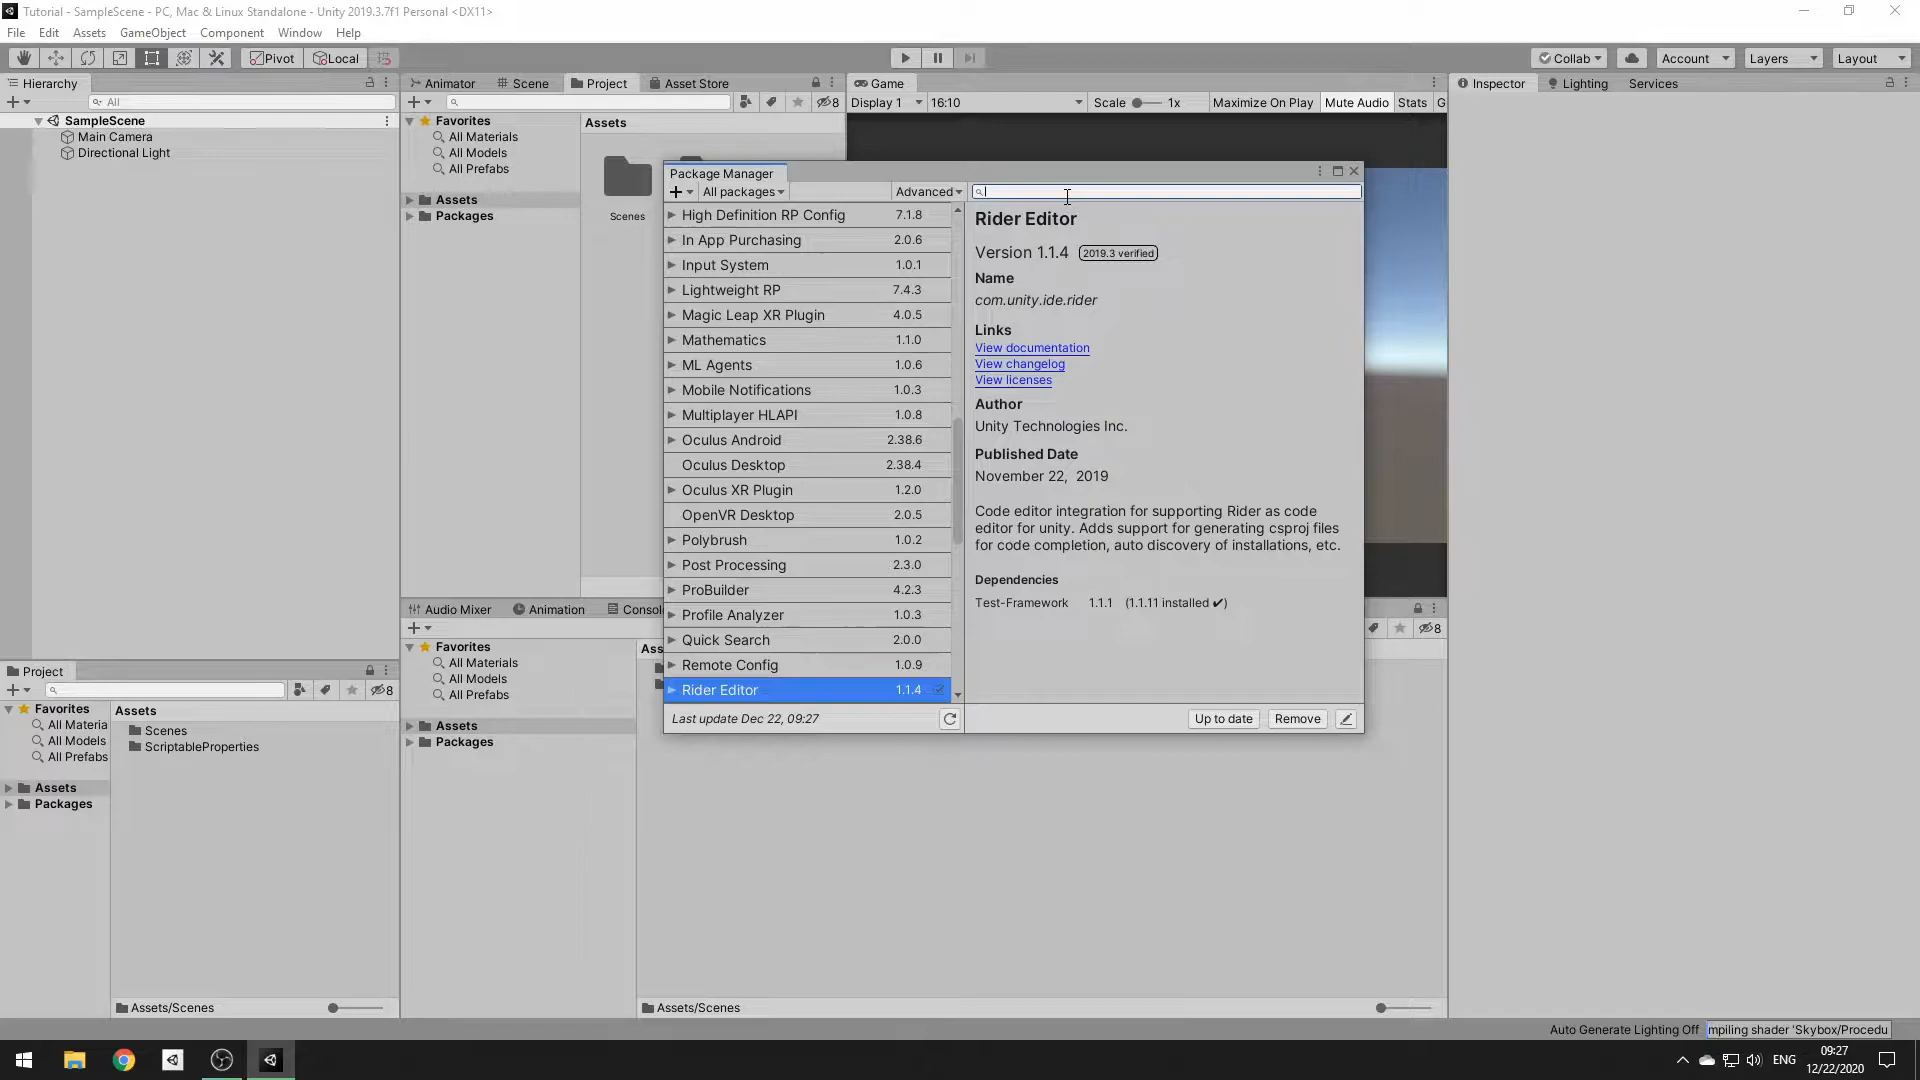 Tutorial - SampleScene - PC, Mac & Linux Standalone - Unity 2019.3.7f1 Personal <DX11>
File Edit Assets GameObject Component Window Help
Pivot Local Collab Account Layers Layout
Hierarchy
All
SampleScene
Main Camera
Directional Light
Animator Scene Project Asset Store
8
Favorites
All Materials
All Models
All Prefabs
Assets
Packages
Assets
Scenes
Game
Display 1 16:10 Scale 1x Maximize On Play Mute Audio Stats G
Inspector Lighting Services
Package Manager
All packages Advanced
High Definition RP Config 7.1.8
In App Purchasing 2.0.6
Input System 1.0.1
Lightweight RP 7.4.3
Magic Leap XR Plugin 4.0.5
Mathematics 1.1.0
ML Agents 1.0.6
Mobile Notifications 1.0.3
Multiplayer HLAPI 1.0.8
Oculus Android 2.38.6
Oculus Desktop 2.38.4
Oculus XR Plugin 1.2.0
OpenVR Desktop 2.0.5
Polybrush 1.0.2
Post Processing 2.3.0
ProBuilder 4.2.3
Profile Analyzer 1.0.3
Quick Search 2.0.0
Remote Config 1.0.9
Rider Editor 1.1.4
Last update Dec 22, 09:27
Rider Editor
Version 1.1.4 2019.3 verified
Name
com.unity.ide.rider
Links
View documentation
View changelog
View licenses
Author
Unity Technologies Inc.
Published Date
November 22, 2019
Code editor integration for supporting Rider as code
editor for unity. Adds support for generating csproj files
for code completion, auto discovery of installations, etc.
Dependencies
Test-Framework 1.1.1 (1.1.11 installed ✔)
Up to date Remove
Audio Mixer Animation Conso
8
Favorites
All Materials
All Models
All Prefabs
Assets
Packages
Ass
Assets/Scenes
Project
8
Favorites
All Materia
All Models
All Prefabs
Assets
Packages
Assets
Scenes
ScriptableProperties
Assets/Scenes
Auto Generate Lighting Off mpiling shader 'Skybox/Procedu
ENG
09:27
12/22/2020